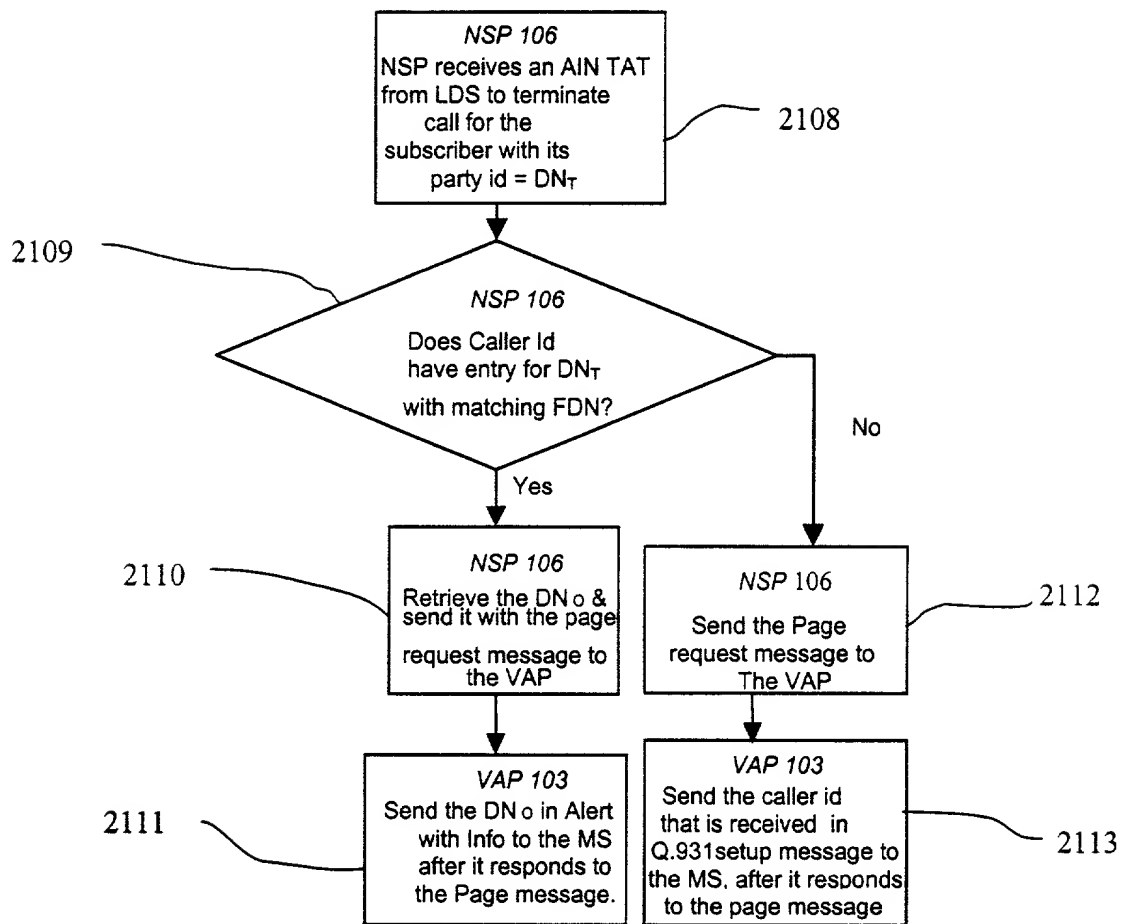 NSP 106
NSP receives an AIN TAT
from LDS to terminate
call for the
subscriber with its
party id = DNT
2108
2109
NSP 106
Does Caller Id
have entry for DNT
with matching FDN?
No
Yes
NSP 106
Retrieve the DN O &
send it with the page
request message to
the VAP
2110
NSP 106
Send the Page
request message to
The VAP
2112
VAP 103
Send the DN O in Alert
with Info to the MS
after it responds to
the Page message.
2111
VAP 103
Send the caller id
that is received in
Q.931setup message to
the MS, after it responds
to the page message
2113